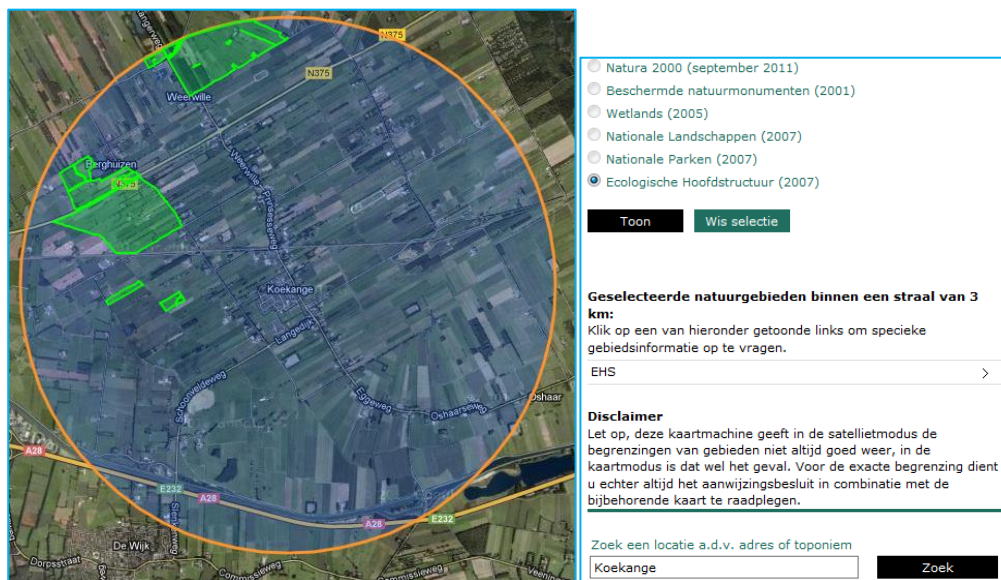 N375
N375
Weerwille
Berghuizen
N375
Weerwille
Prinsesseweg
Koekange
Langedijk
Schoonveldeweg
Eggeweg
Oshaarseweg
Oshaar
A28
E232
A28
A28
E232
Stenkenweg
De Wijk
Dorpsstraat
Commissieweg
Commissieweg
Natura 2000 (september 2011)
Beschermde natuurmonumenten (2001)
Wetlands (2005)
Nationale Landschappen (2007)
Nationale Parken (2007)
Ecologische Hoofdstructuur (2007)
Toon Wis selectie
Geselecteerde natuurgebieden binnen een straal van 3
km:
Klik op een van hieronder getoonde links om specieke
gebiedsinformatie op te vragen.
EHS
Disclaimer
Let op, deze kaartmachine geeft in de satellietmodus de
begrenzingen van gebieden niet altijd goed weer, in de
kaartmodus is dat wel het geval. Voor de exacte begrenzing dient
u echter altijd het aanwijzingsbesluit in combinatie met de
bijbehorende kaart te raadplegen.
Zoek een locatie a.d.v. adres of toponiem
Koekange Zoek